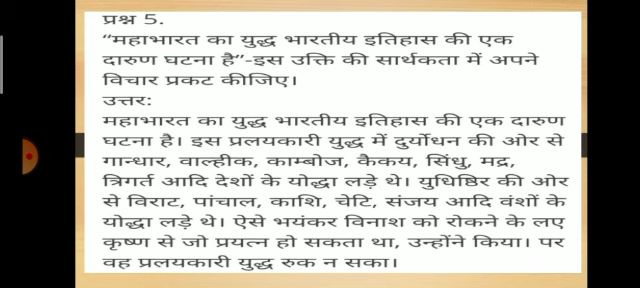 प्रश्न 5.
“महाभारत का युद्ध भारतीय इतिहास की एक
दारुण घटना है”-इस उक्ति की सार्थकता में अपने
विचार प्रकट कीजिए।
उत्तर:
महाभारत का युद्ध भारतीय इतिहास की एक दारुण
घटना है। इस प्रलयकारी युद्ध में दुर्योधन की ओर से
गान्धार, वाल्हीक, काम्बोज, कैकय, सिंधु, मद्र,
त्रिगर्त आदि देशों के योद्धा लड़े थे। युधिष्ठिर की ओर
से विराट, पांचाल, काशि, चेटि, संजय आदि वंशों के
योद्धा लड़े थे। ऐसे भयंकर विनाश को रोकने के लए
कृष्ण से जो प्रयत्न हो सकता था, उन्होंने किया। पर
वह प्रलयकारी युद्ध रुक न सका।